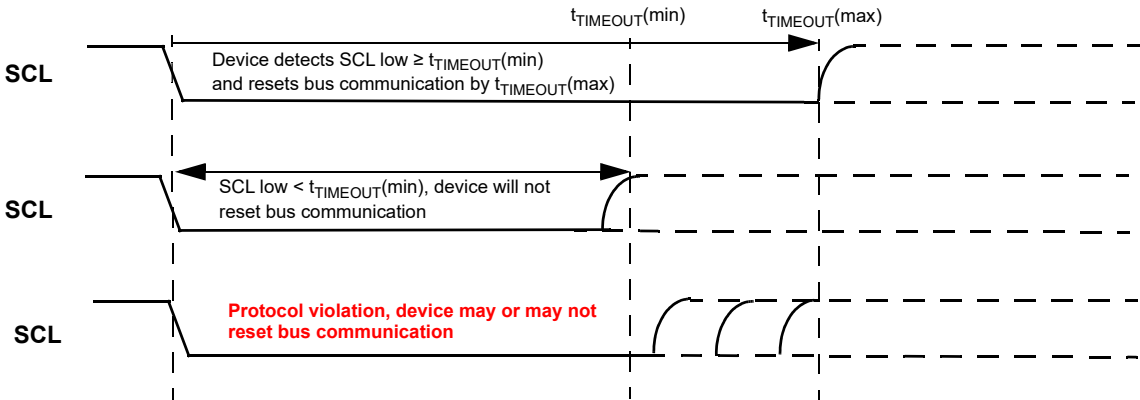 tTIMEOUT(min) tTIMEOUT(max)
SCL
Device detects SCL low ≥ tTIMEOUT(min)
and resets bus communication by tTIMEOUT(max)
SCL
SCL low < tTIMEOUT(min), device will not
reset bus communication
SCL
Protocol violation, device may or may not
reset bus communication